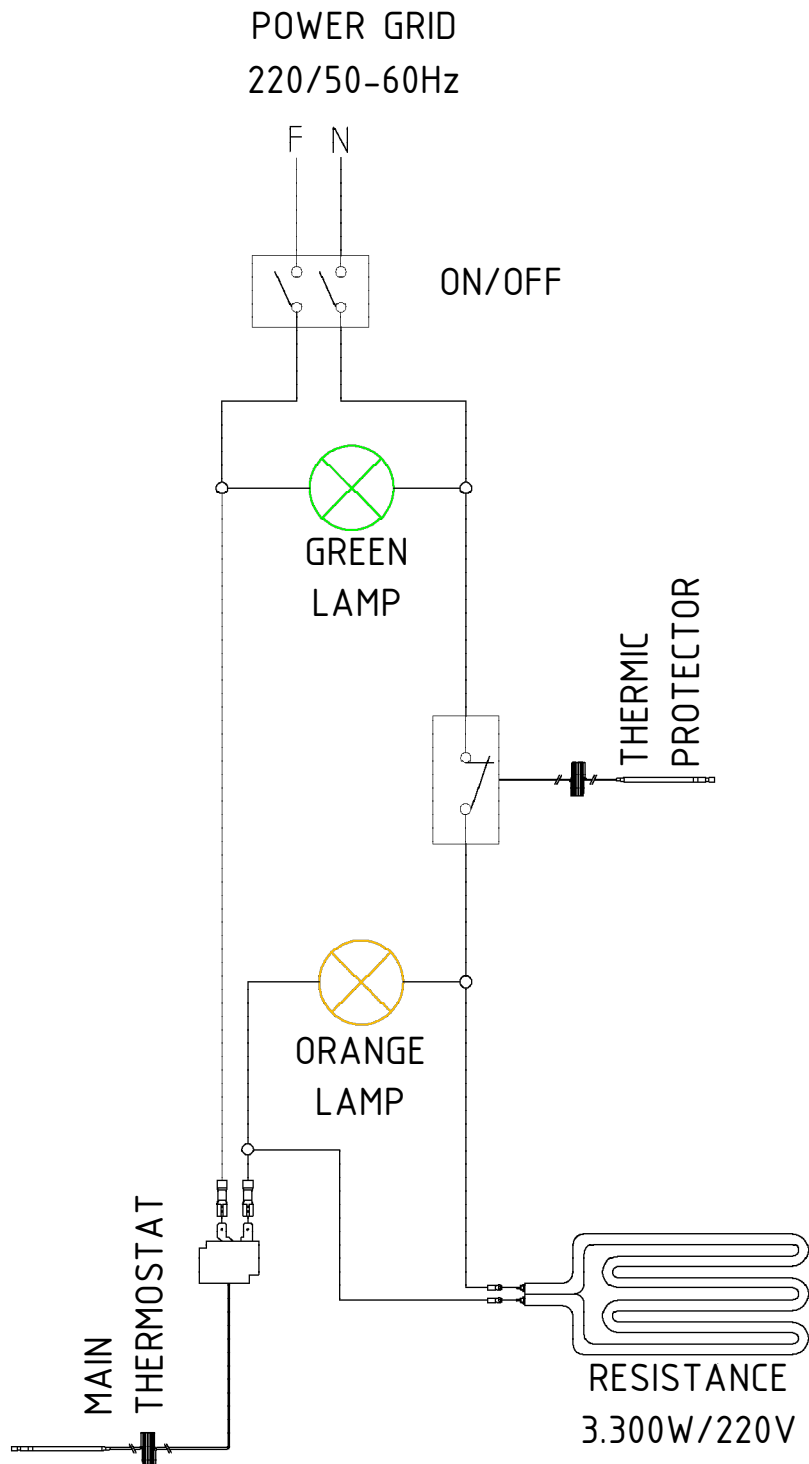 POWER GRID
220/50-60Hz
F N
ON/OFF
GREEN
LAMP
THERMIC
PROTECTOR
ORANGE
LAMP
MAIN
THERMOSTAT
RESISTANCE
3.300W/220V